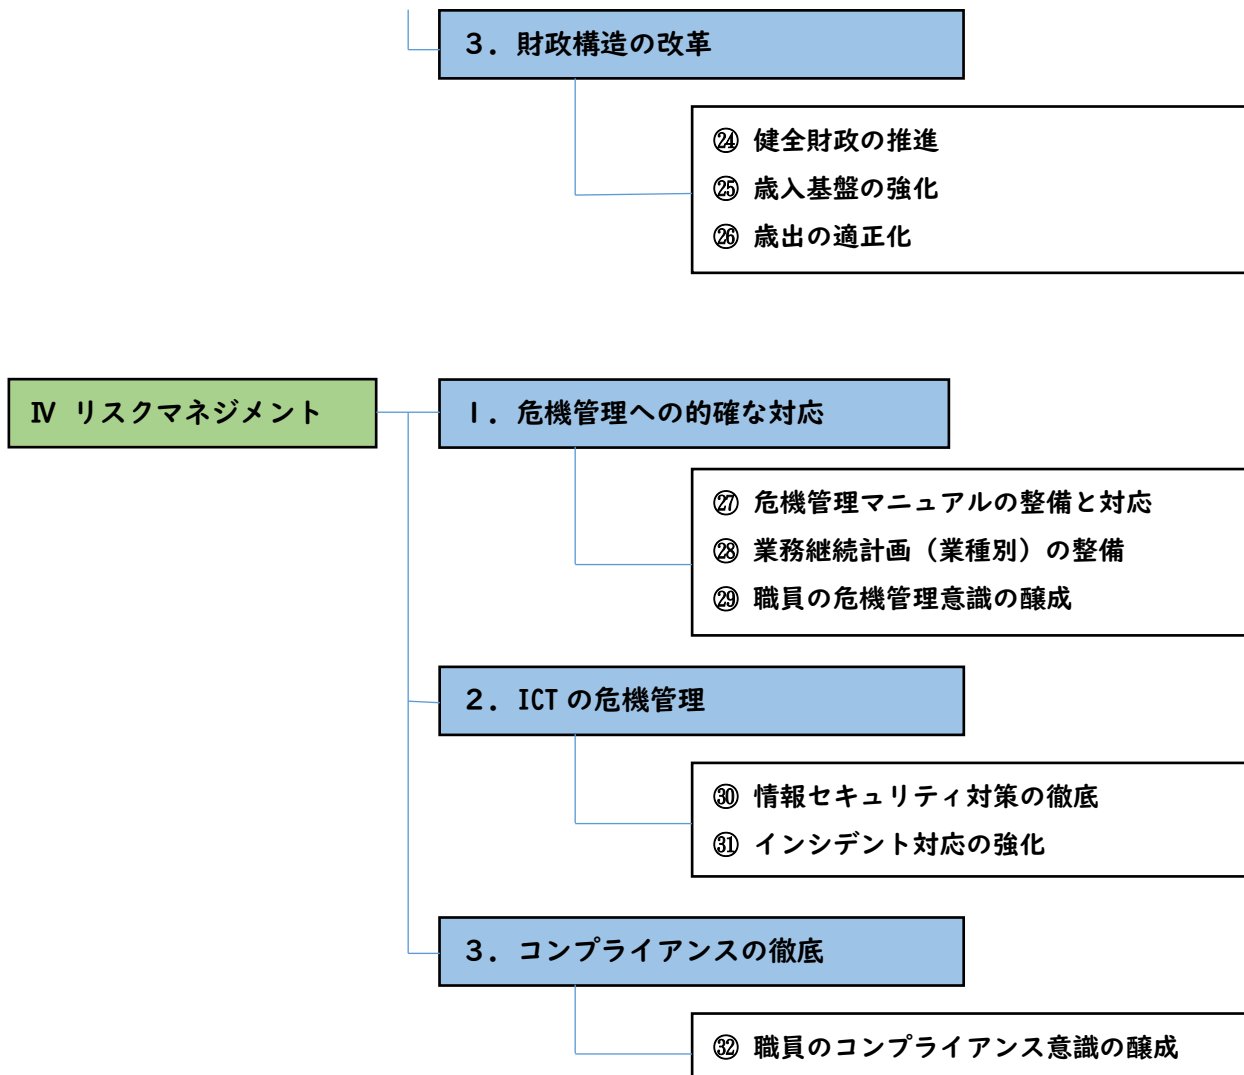 ３．財政構造の改革
㉔ 健全財政の推進
㉕ 歳入基盤の強化
㉖ 歳出の適正化
Ⅳ リスクマネジメント
１．危機管理への的確な対応
㉗ 危機管理マニュアルの整備と対応
㉘ 業務継続計画（業種別）の整備
㉙ 職員の危機管理意識の醸成
２．ICT の危機管理
㉚ 情報セキュリティ対策の徹底
㉛ インシデント対応の強化
３．コンプライアンスの徹底
㉜ 職員のコンプライアンス意識の醸成